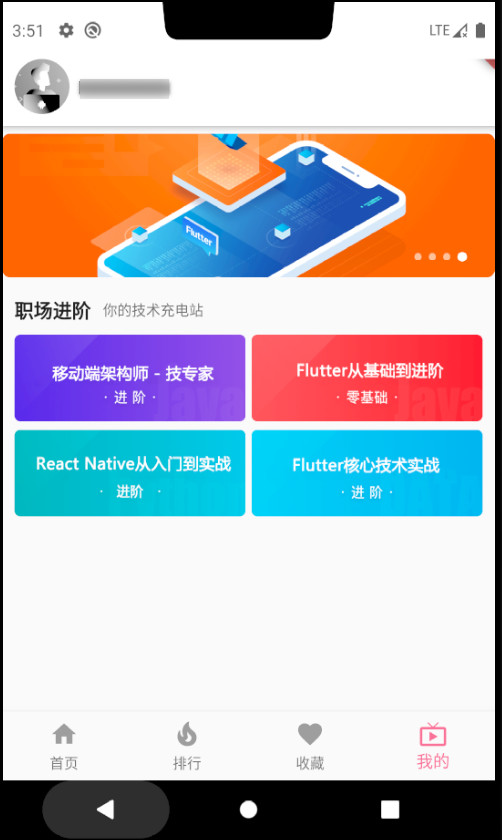 3:51
LTE
Flutter
职场进阶 你的技术充电站
移动端架构师 - 技专家
· 进 阶 ·
Java
Flutter从基础到进阶
· 零基础 ·
Java
React Native从入门到实战
· 进阶 ·
Flutter核心技术实战
· 进 阶 ·
首页
排行
收藏
我的